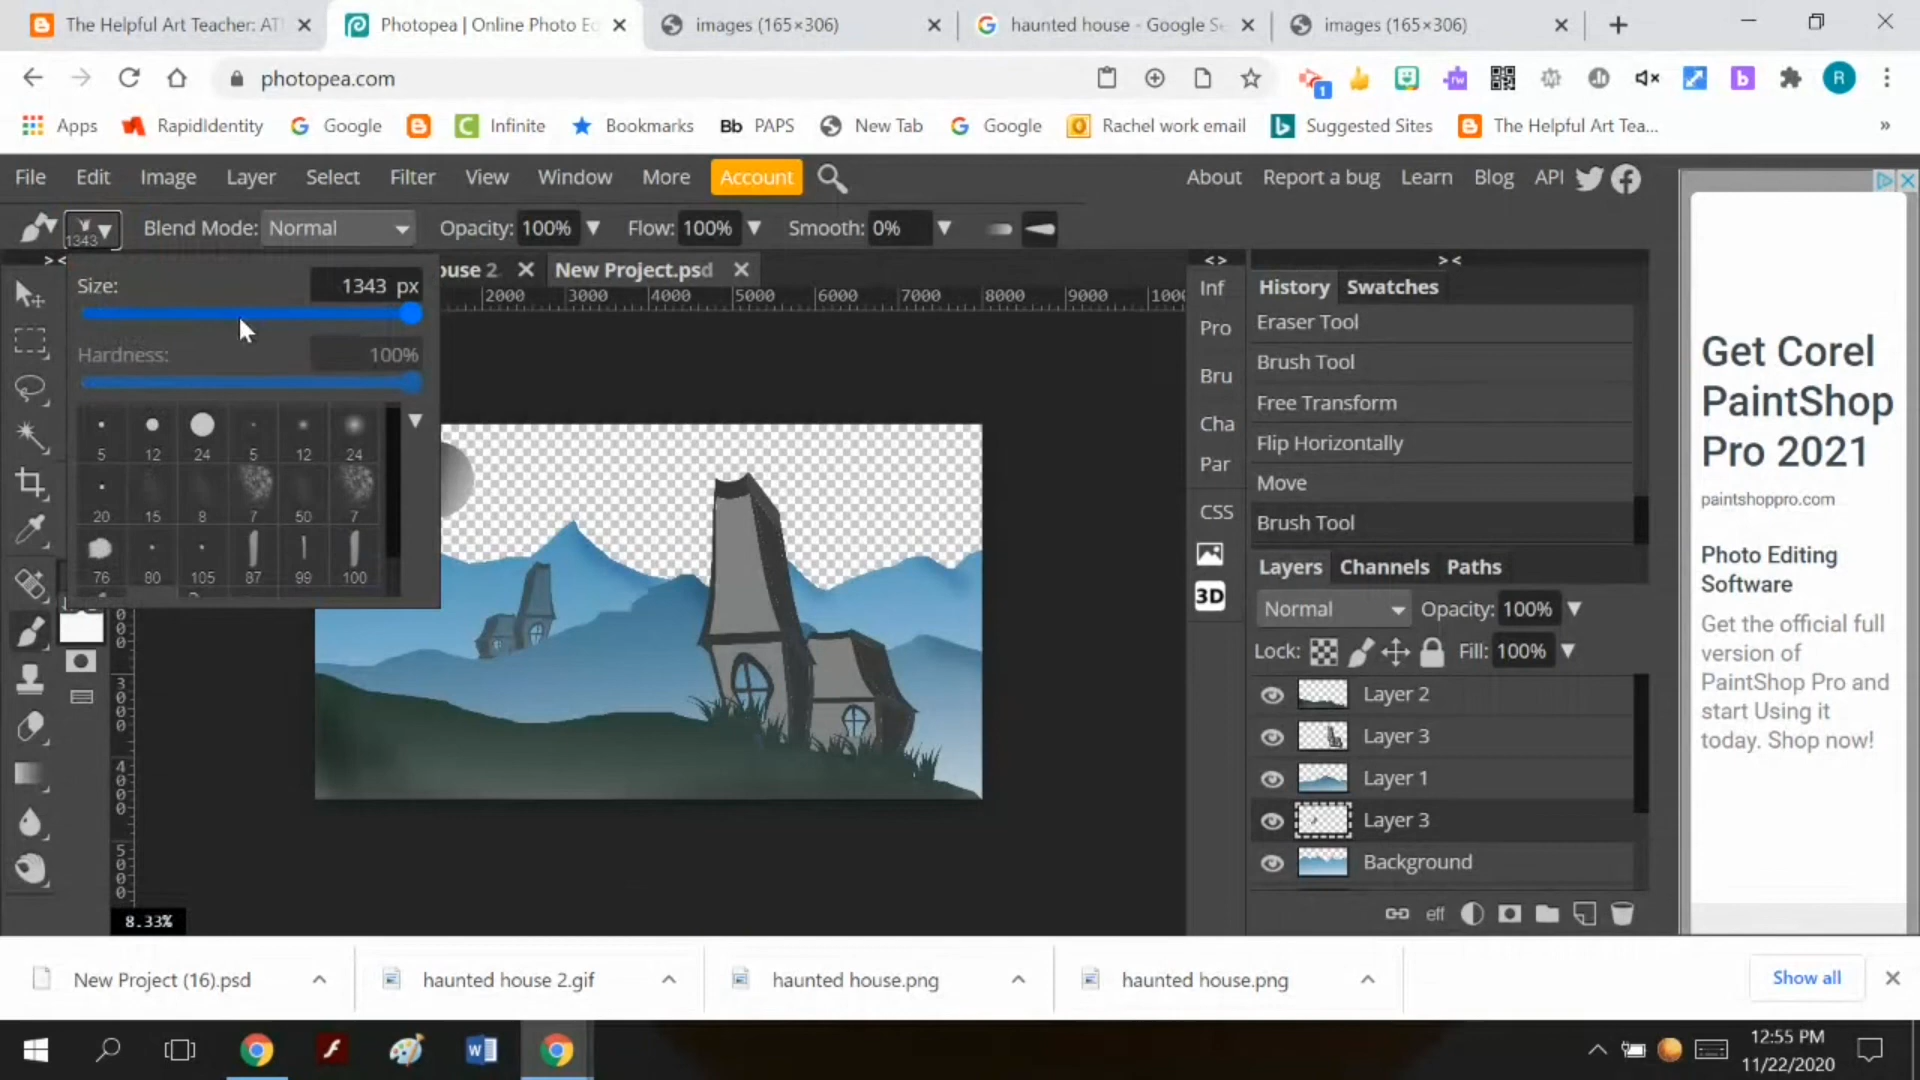 The Helpful Art Teacher: AT
Photopea | Online Photo Ed
images (165×306)
haunted house - Google Se
images (165×306)
photopea.com
1
R
Apps
RapidIdentity
Google
Infinite
Bookmarks
Bb PAPS
New Tab
Google
Rachel work email
Suggested Sites
The Helpful Art Tea...
»
File Edit Image Layer Select Filter View Window More Account
About Report a bug Learn Blog API
1343
Blend Mode: Normal
Opacity: 100%
Flow: 100%
Smooth: 0%
> <
Size: 1343 px
Hardness: 100%
5 12 24 5 12 24
20 15 8 7 50 7
76 80 105 87 99 100
ouse 2
New Project.psd
2000 3000 4000 5000 6000 7000 8000 9000 1000
8.33%
< >
Inf
Pro
Bru
Cha
Par
CSS
3D
> <
History Swatches
Eraser Tool
Brush Tool
Free Transform
Flip Horizontally
Move
Brush Tool
Layers Channels Paths
Normal Opacity: 100%
Lock: Fill: 100%
Layer 2
Layer 3
Layer 1
Layer 3
Background
eff
Get Corel
PaintShop
Pro 2021
paintshoppro.com
Photo Editing
Software
Get the official full
version of
PaintShop Pro and
start Using it
today. Shop now!
New Project (16).psd
haunted house 2.gif
haunted house.png
haunted house.png
Show all
12:55 PM
11/22/2020